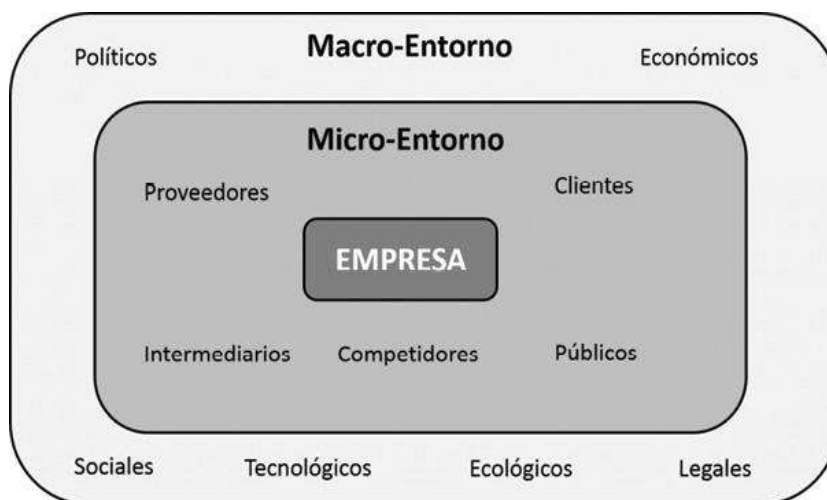 Macro-Entorno
Políticos
Económicos
Micro-Entorno
Proveedores
Clientes
EMPRESA
Intermediarios
Competidores
Públicos
Sociales
Tecnológicos
Ecológicos
Legales